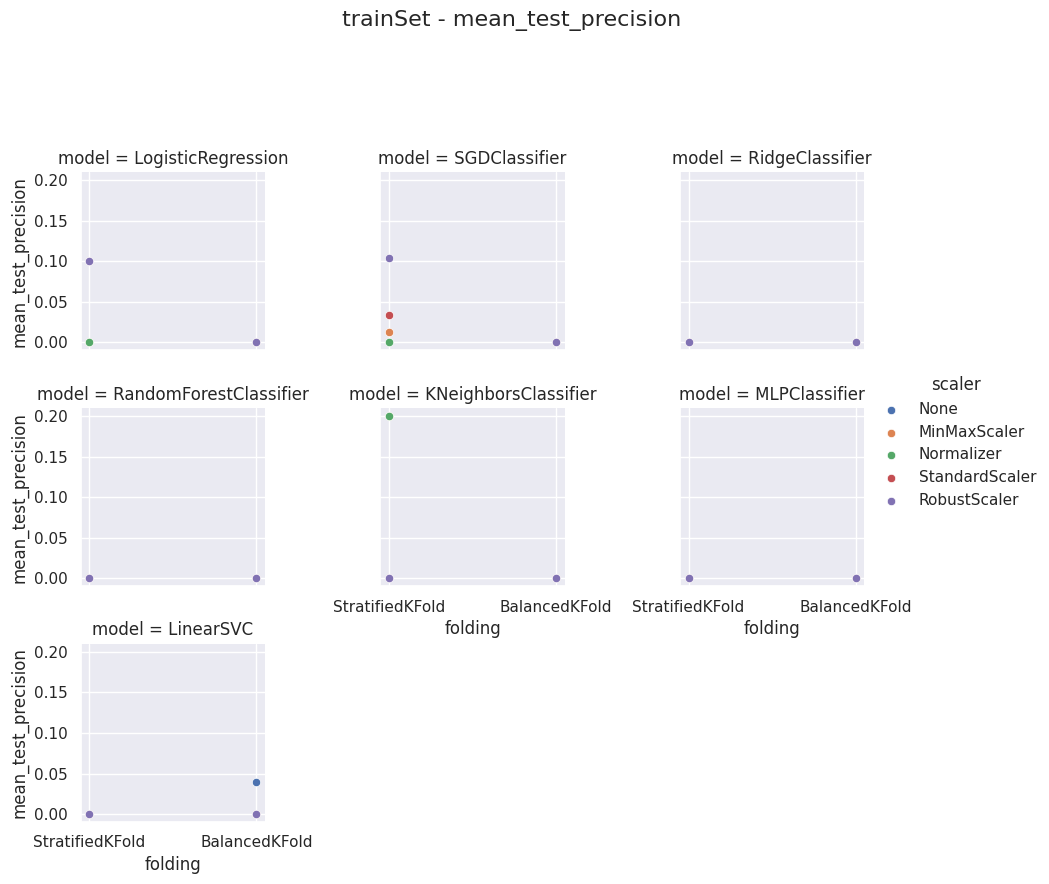 trainSet - mean_test_precision
model = LogisticRegression
model = SGDClassifier
model = RidgeClassifier
mean_test_precision
0.20
0.15
0.10
0.05
0.00
model = RandomForestClassifier
model = KNeighborsClassifier
model = MLPClassifier
mean_test_precision
0.20
0.15
0.10
0.05
0.00
StratifiedKFold
BalancedKFold
folding
StratifiedKFold
BalancedKFold
folding
model = LinearSVC
mean_test_precision
0.20
0.15
0.10
0.05
0.00
StratifiedKFold
BalancedKFold
folding
scaler
None
MinMaxScaler
Normalizer
StandardScaler
RobustScaler